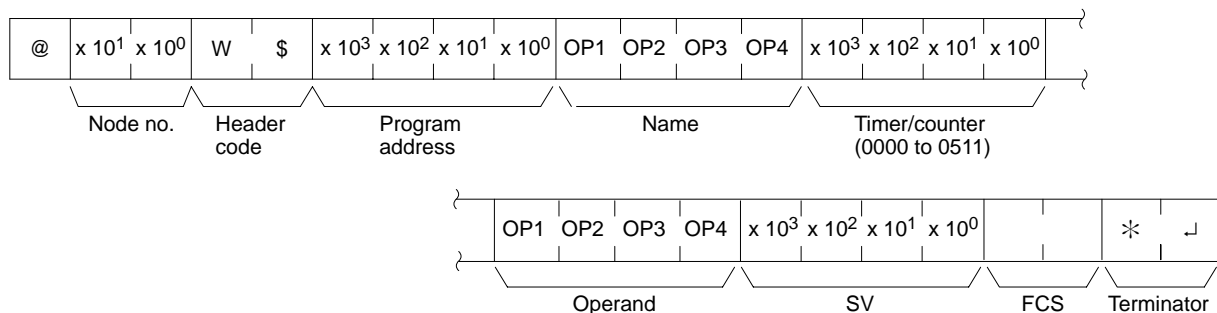 @ x 10¹ x 10⁰ W $ x 10³ x 10² x 10¹ x 10⁰ OP1 OP2 OP3 OP4 x 10³ x 10² x 10¹ x 10⁰
Node no. Header code Program address Name Timer/counter (0000 to 0511)
OP1 OP2 OP3 OP4 x 10³ x 10² x 10¹ x 10⁰ * ↵
Operand SV FCS Terminator